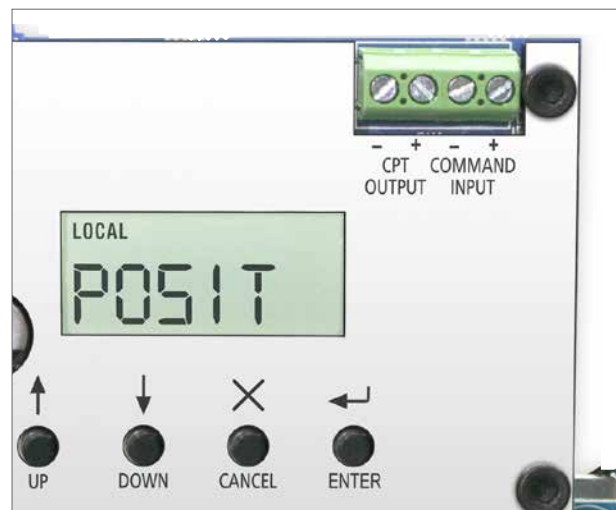 - + - +
CPT COMMAND
OUTPUT INPUT
LOCAL
POSIT
UP DOWN CANCEL ENTER